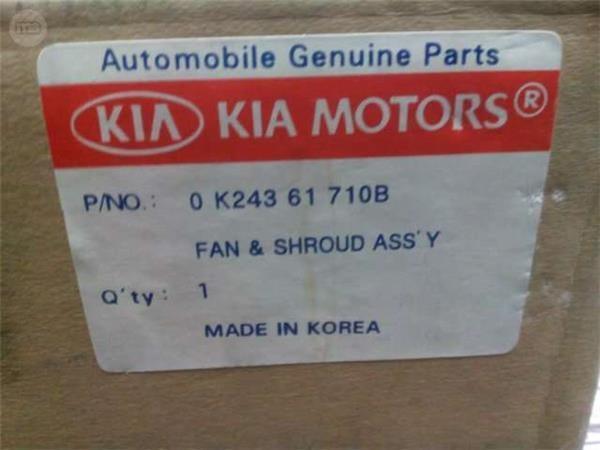 Automobile Genuine Parts
KIA KIA MOTORS®
P/NO.: 0 K243 61 710B
FAN & SHROUD ASS'Y
Q'ty: 1
MADE IN KOREA